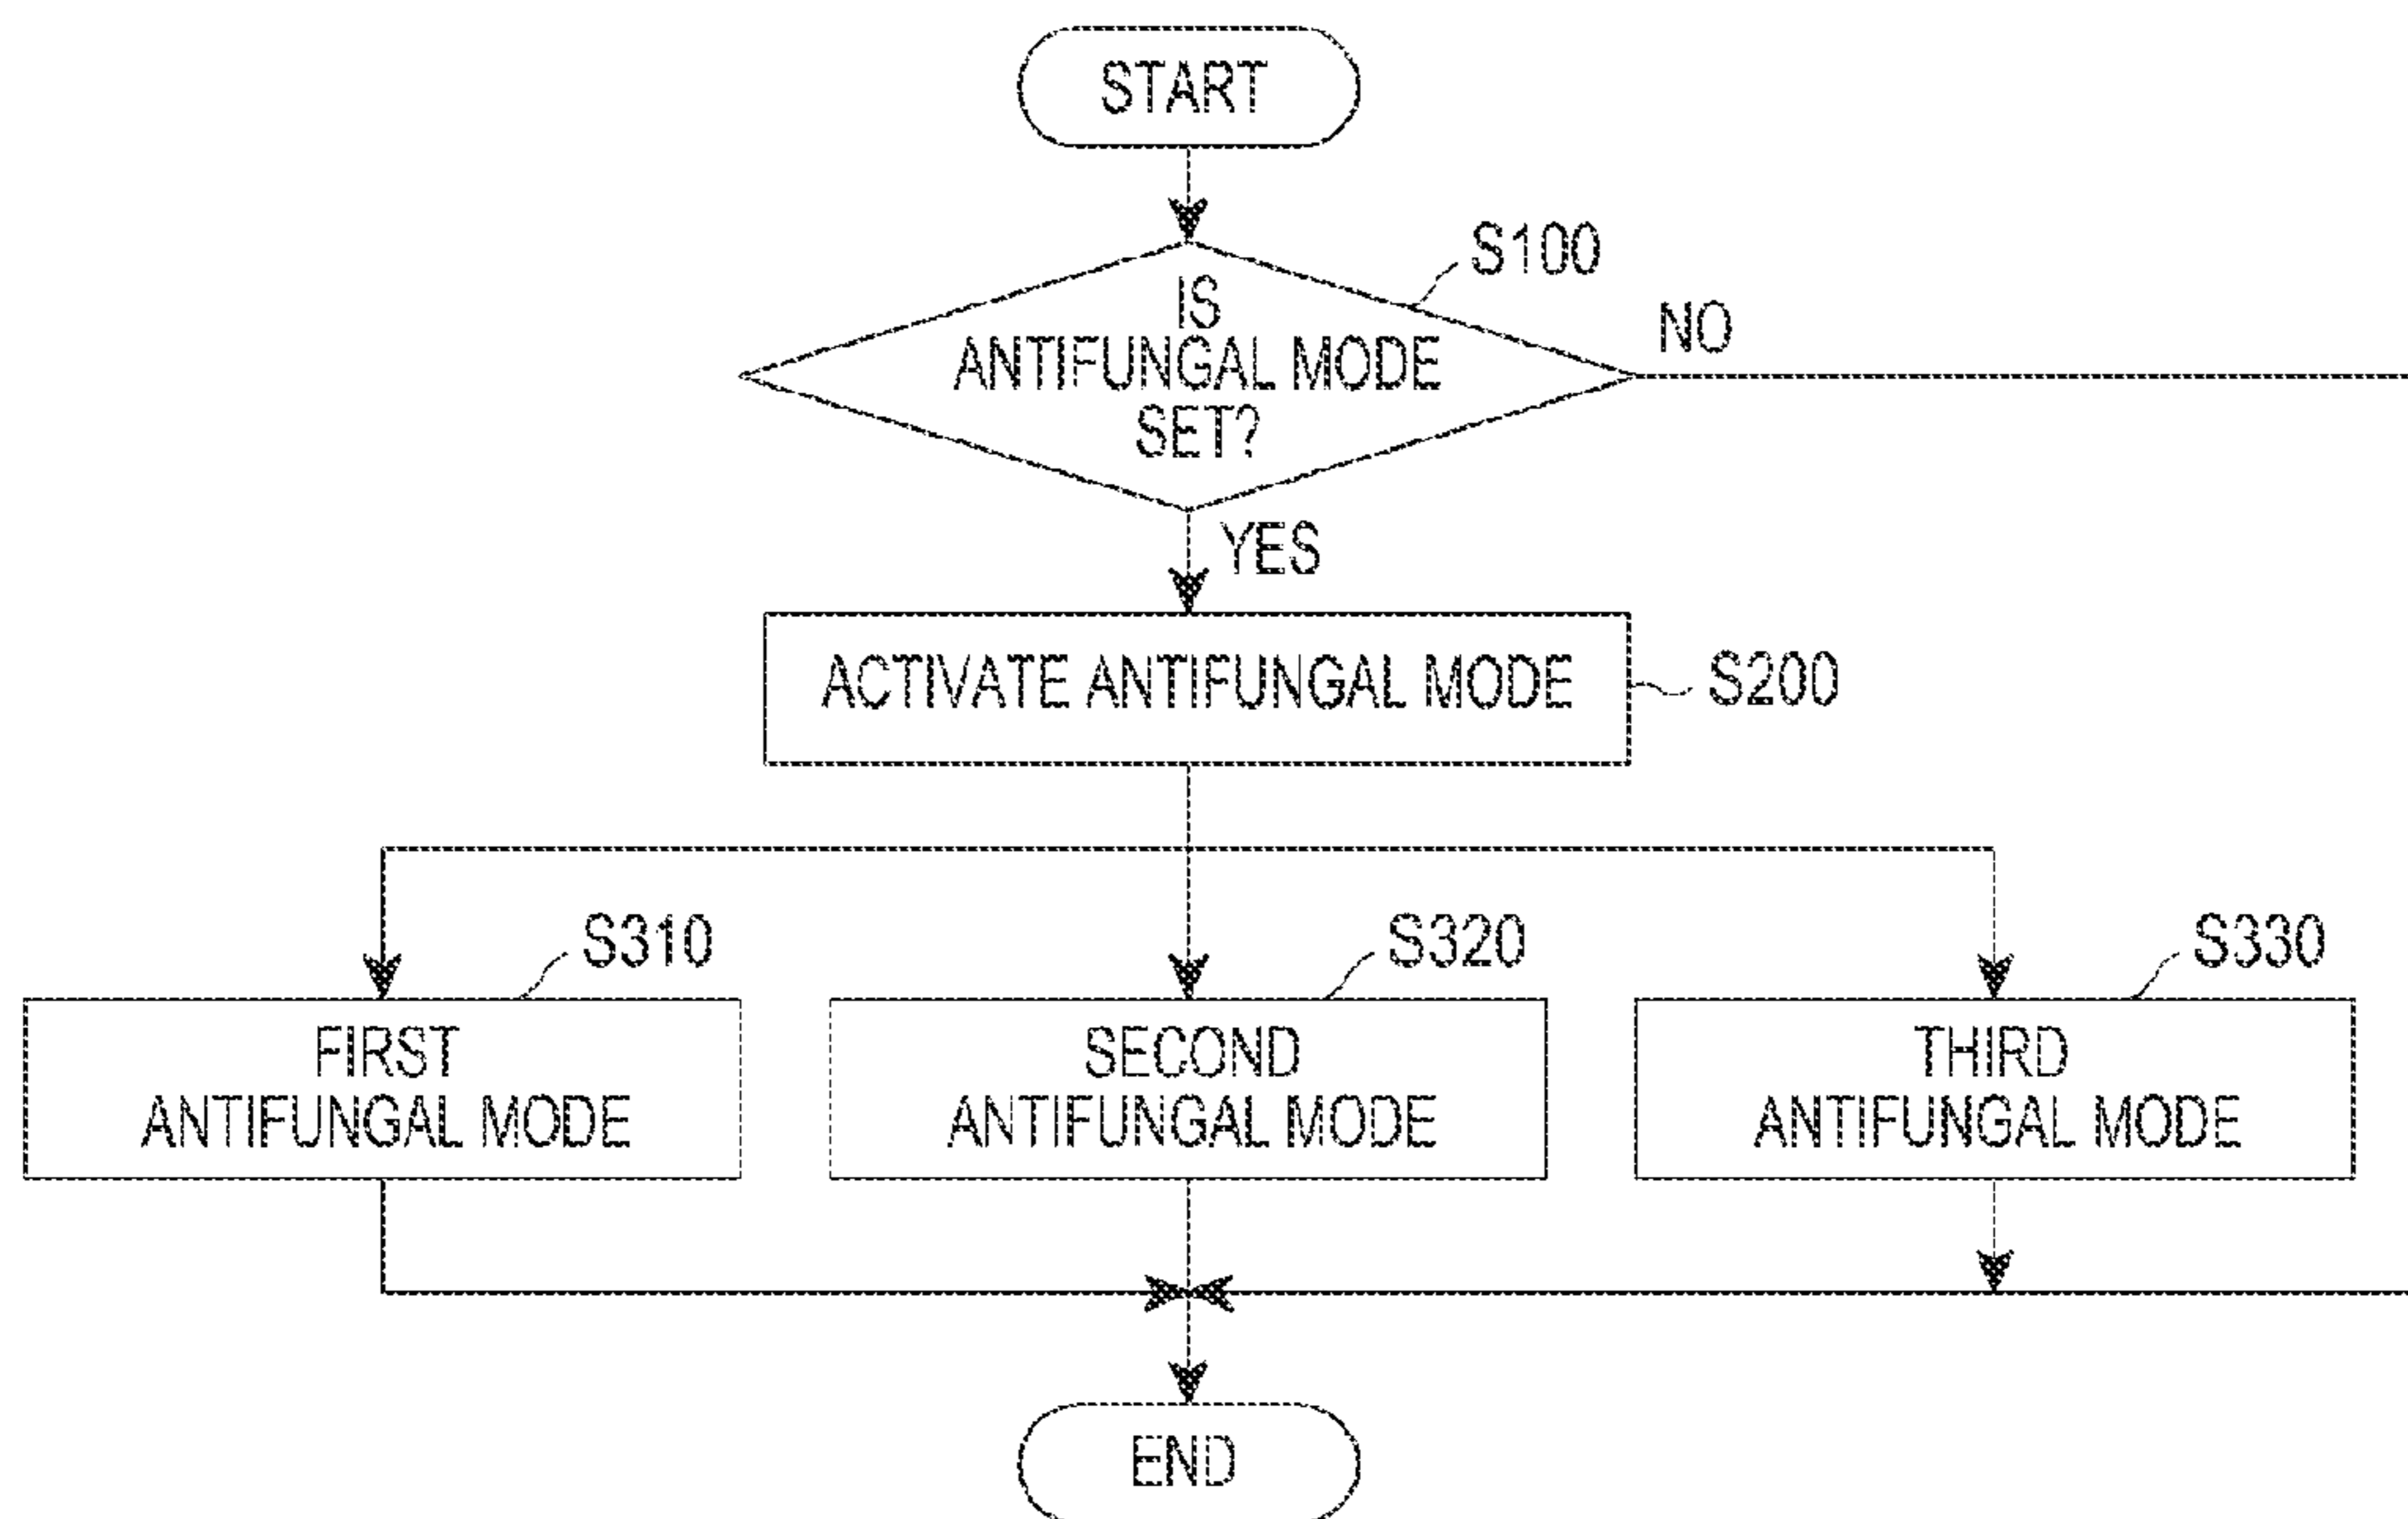 START
S100
IS
ANTIFUNGAL MODE
SET?
NO
YES
ACTIVATE ANTIFUNGAL MODE
S200
S310
S320
S330
FIRST
ANTIFUNGAL MODE
SECOND
ANTIFUNGAL MODE
THIRD
ANTIFUNGAL MODE
END